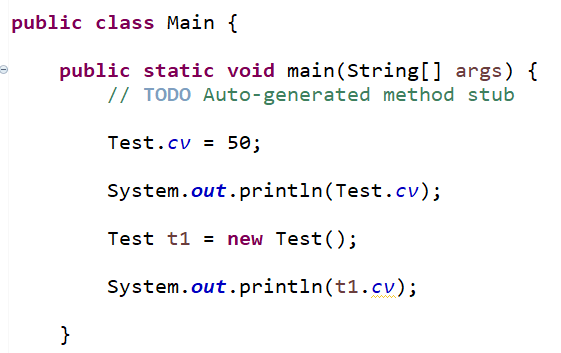 public class Main {
public static void main(String[] args) {
// TODO Auto-generated method stub
Test.cv = 50;
System.out.println(Test.cv);
Test t1 = new Test();
System.out.println(t1.cv);
}